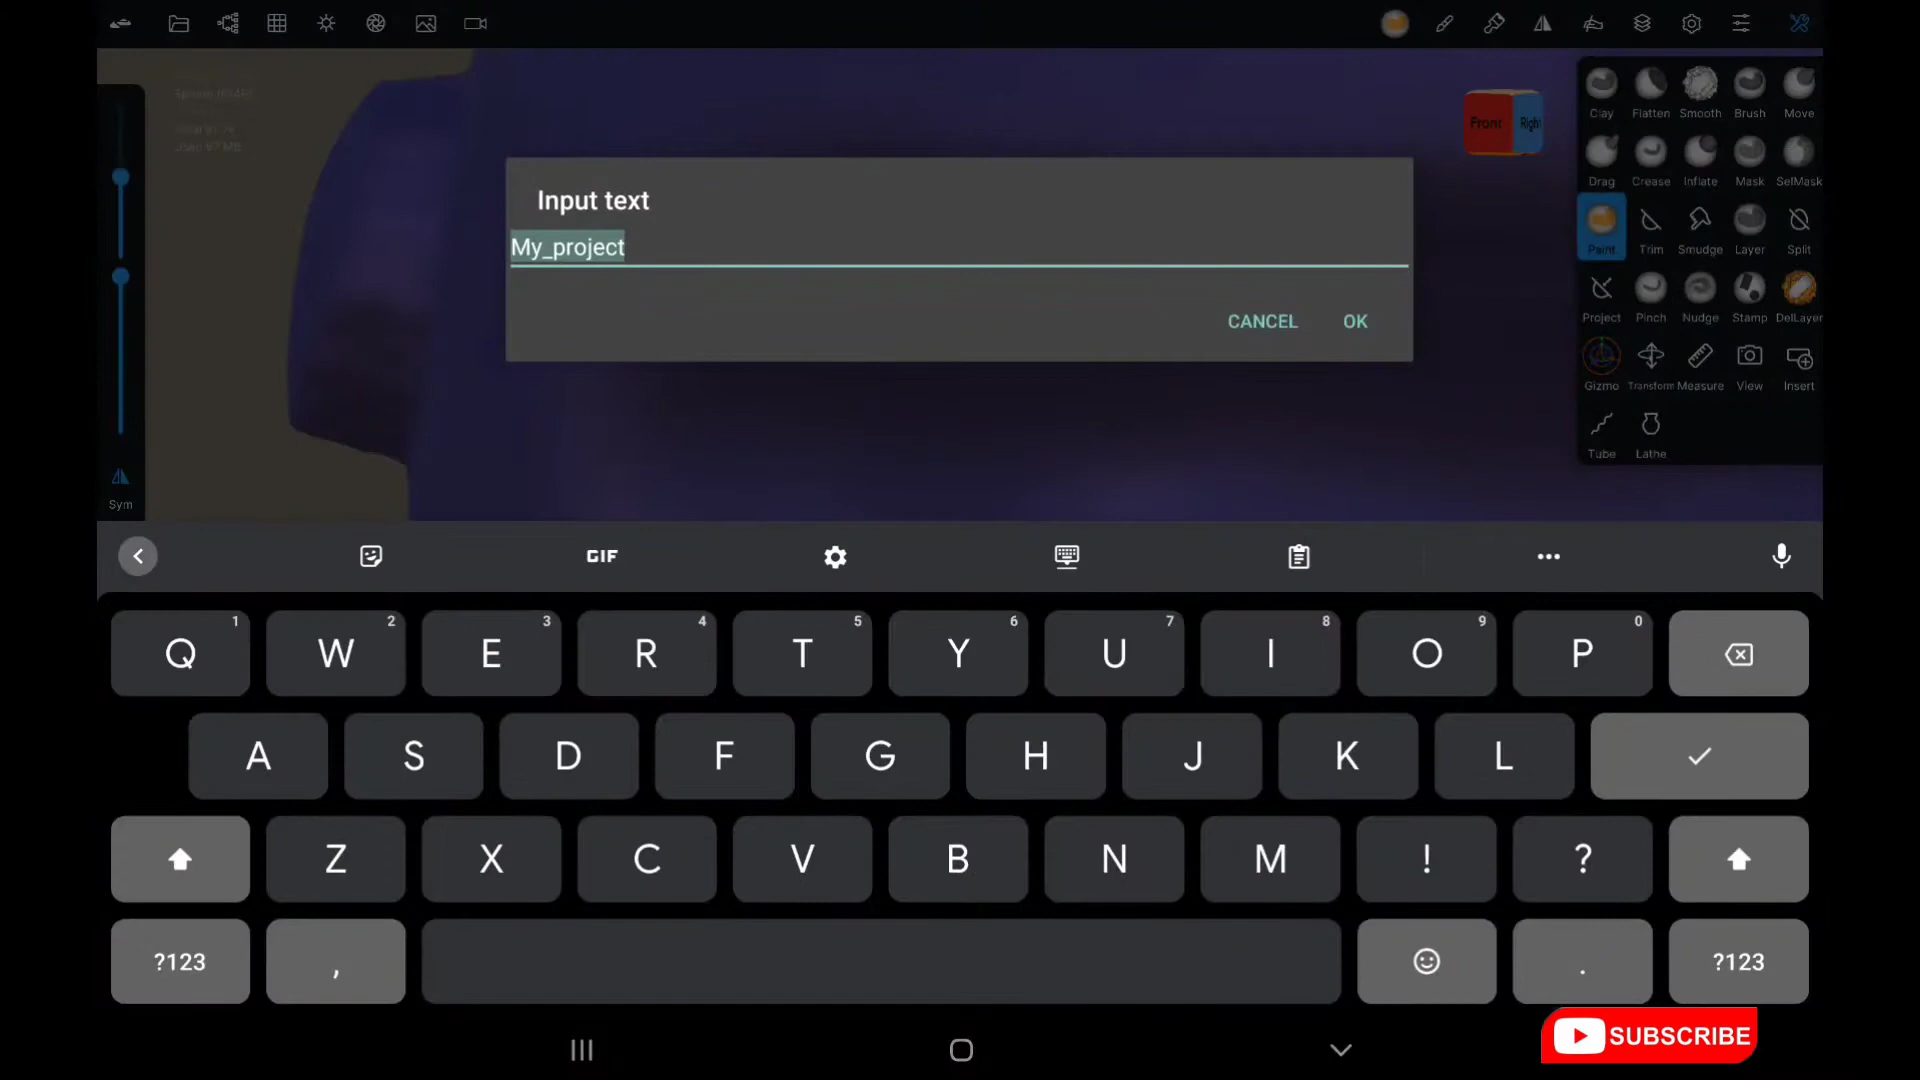 Front Right
Clay Flatten Smooth Brush Move
Drag Crease Inflate Mask SelMask
Paint Trim Smudge Layer Split
Project Pinch Nudge Stamp DelLayer
Gizmo Transform Measure View Insert
Tube Lathe
Sym
Input text
My_project
CANCEL OK
GIF
Q 1 W 2 E 3 R 4 T 5 Y 6 U 7 I 8 O 9 P 0
A S D F G H J K L
Z X C V B N M ! ?
?123 , . ?123
SUBSCRIBE